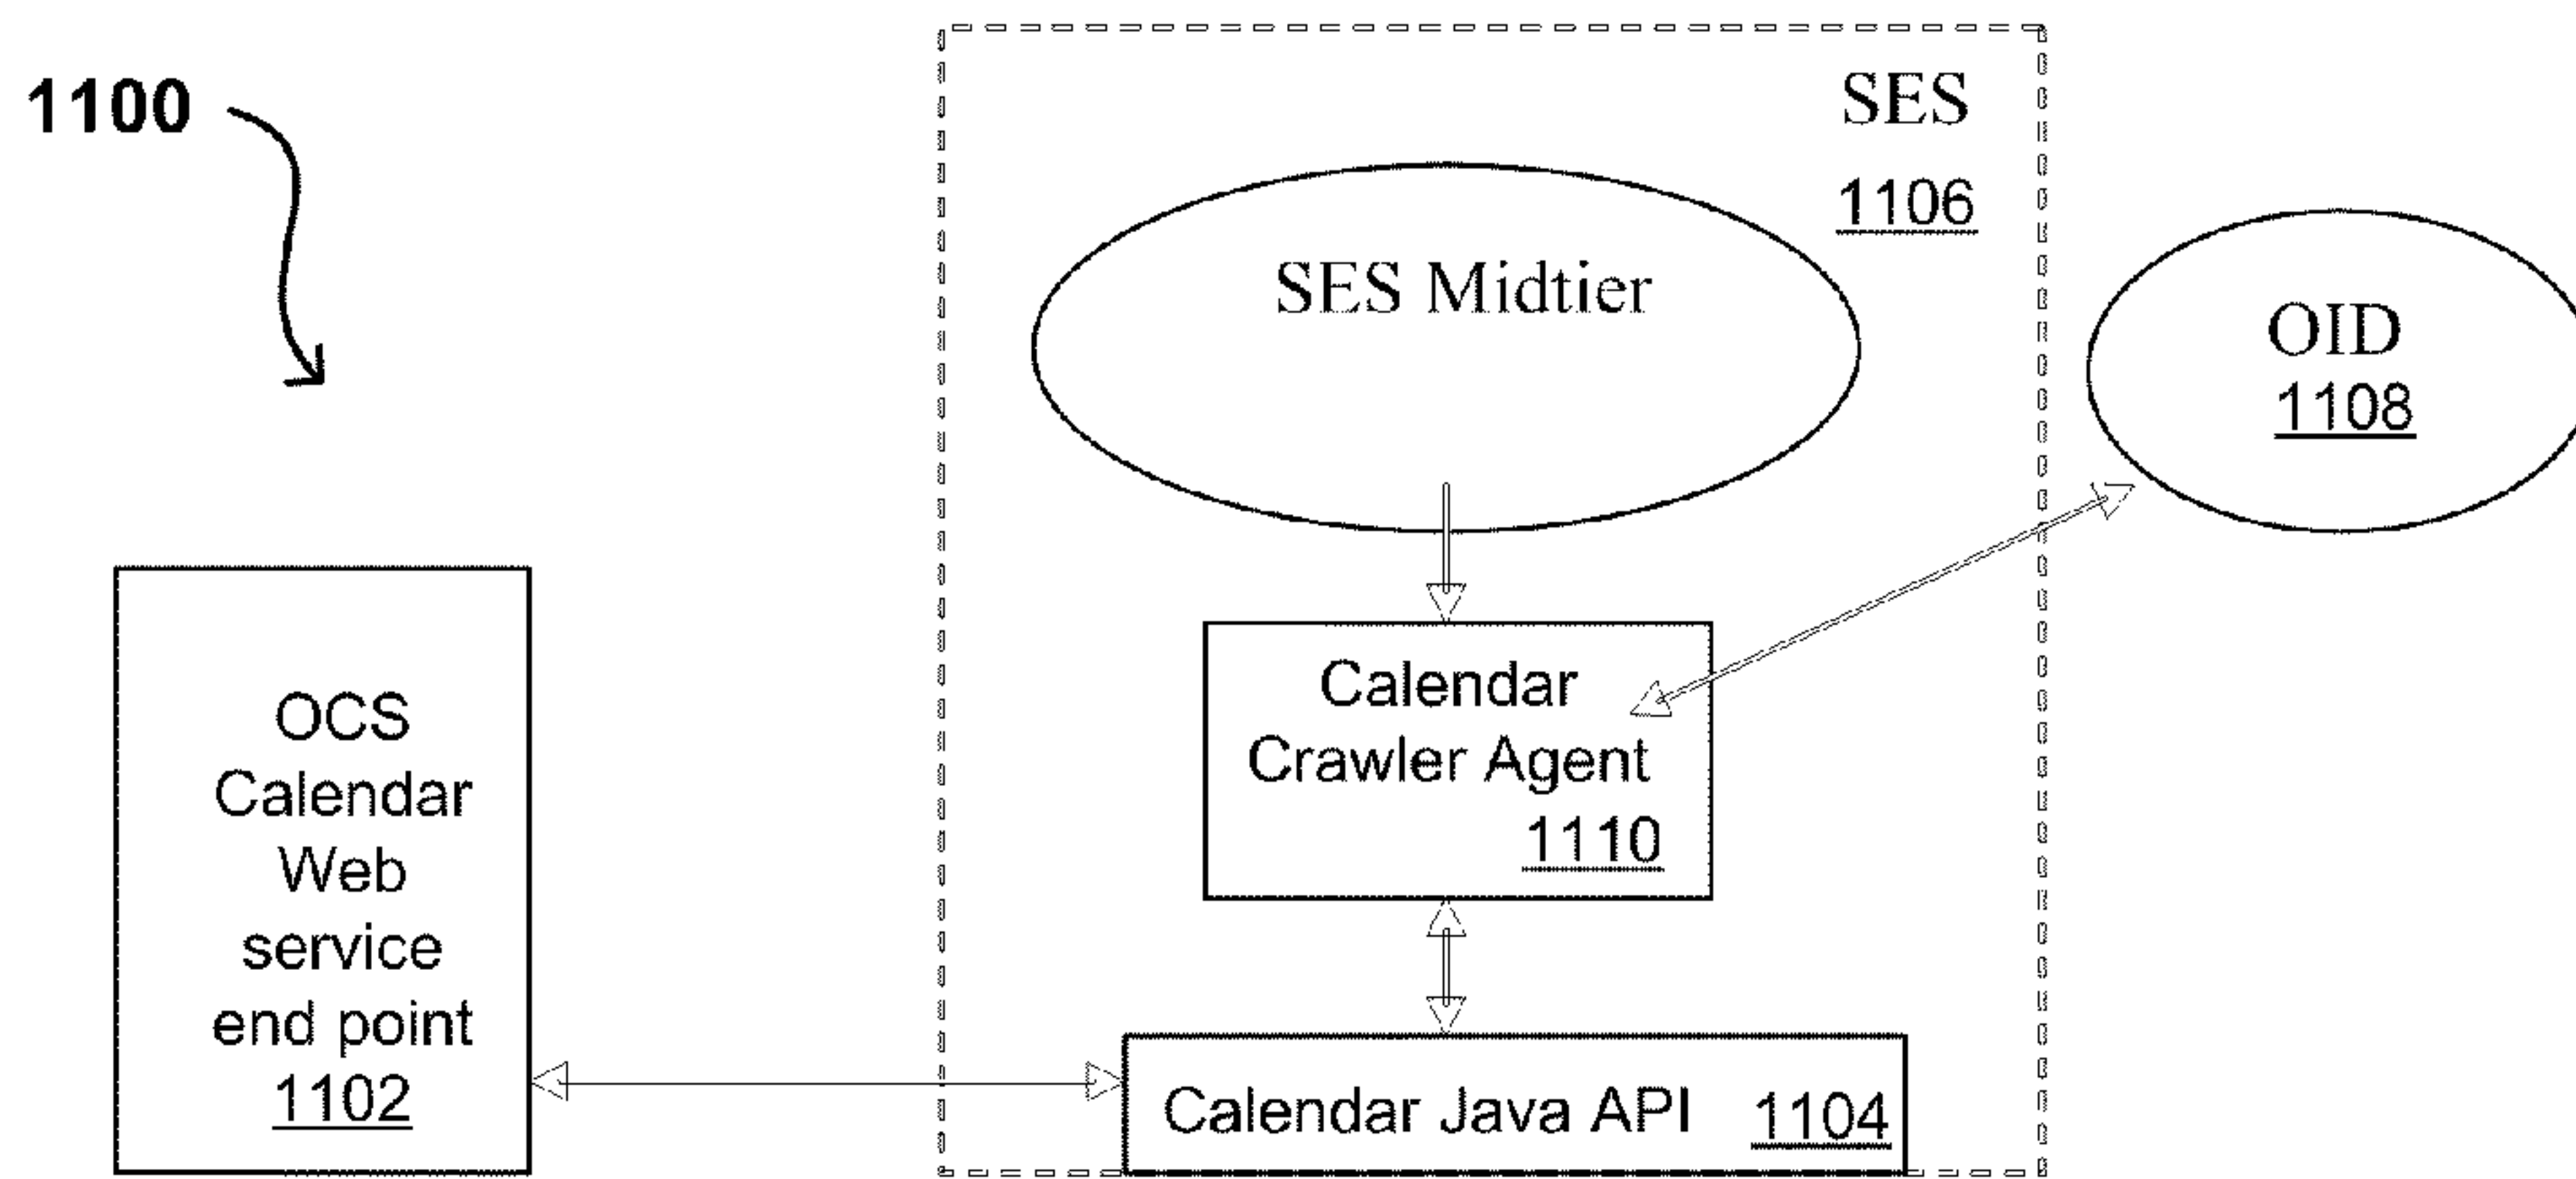 1100
SES
1106
SES Midtier
OID
1108
Calendar
Crawler Agent
1110
OCS
Calendar
Web
service
end point
1102
Calendar Java API 1104